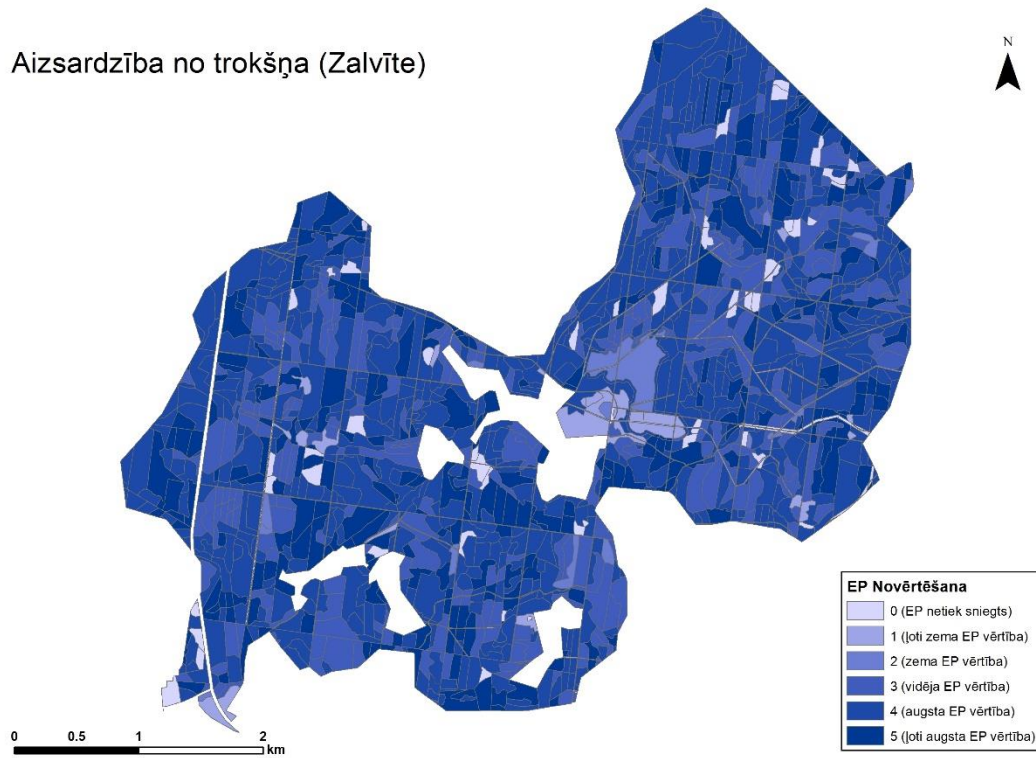 Aizsardzība no trokšņa (Zalvīte)
N
EP Novērtēšana
0 (EP netiek sniegts)
1 (ļoti zema EP vērtība)
2 (zema EP vērtība)
3 (vidēja EP vērtība)
4 (augsta EP vērtība)
5 (ļoti augsta EP vērtība)
0 0.5 1 2
km